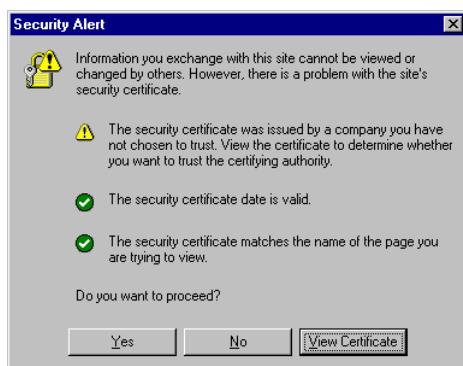 Security Alert
Information you exchange with this site cannot be viewed or
changed by others. However, there is a problem with the site's
security certificate.
The security certificate was issued by a company you have
not chosen to trust. View the certificate to determine whether
you want to trust the certifying authority.
The security certificate date is valid.
The security certificate matches the name of the page you
are trying to view.
Do you want to proceed?
Yes
No
View Certificate